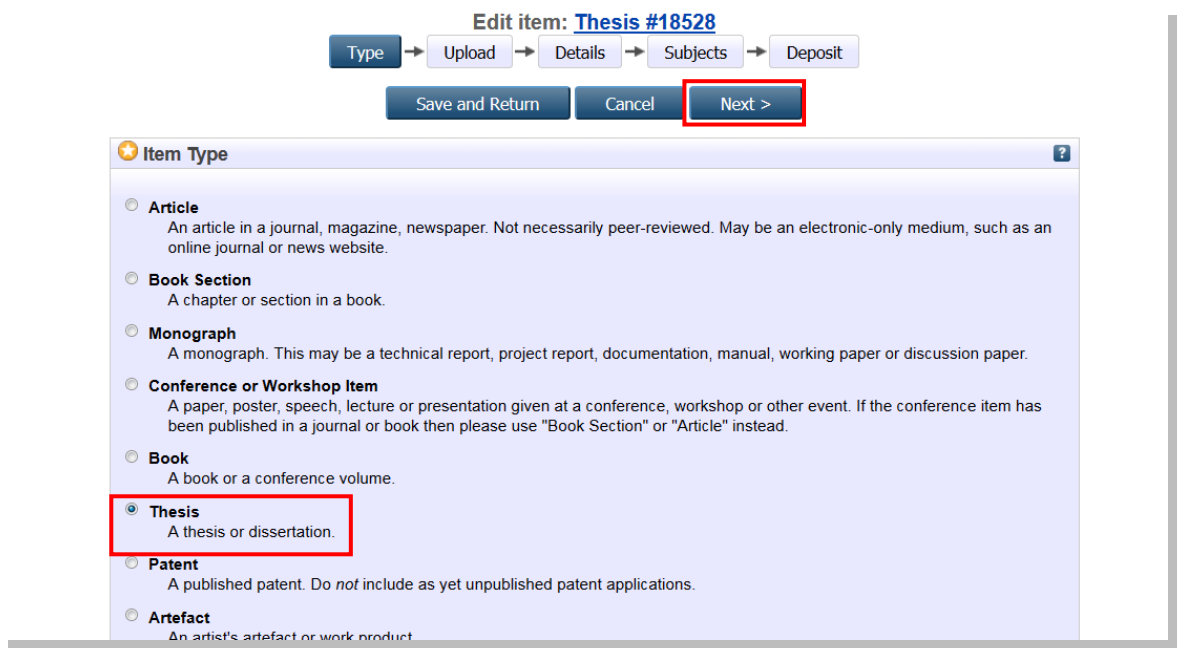 Edit item: Thesis #18528
Type Upload Details Subjects Deposit
Save and Return Cancel Next >
Item Type ?
Article
An article in a journal, magazine, newspaper. Not necessarily peer-reviewed. May be an electronic-only medium, such as an
online journal or news website.
Book Section
A chapter or section in a book.
Monograph
A monograph. This may be a technical report, project report, documentation, manual, working paper or discussion paper.
Conference or Workshop Item
A paper, poster, speech, lecture or presentation given at a conference, workshop or other event. If the conference item has
been published in a journal or book then please use "Book Section" or "Article" instead.
Book
A book or a conference volume.
Thesis
A thesis or dissertation.
Patent
A published patent. Do not include as yet unpublished patent applications.
Artefact
An artist's artefact or work product.